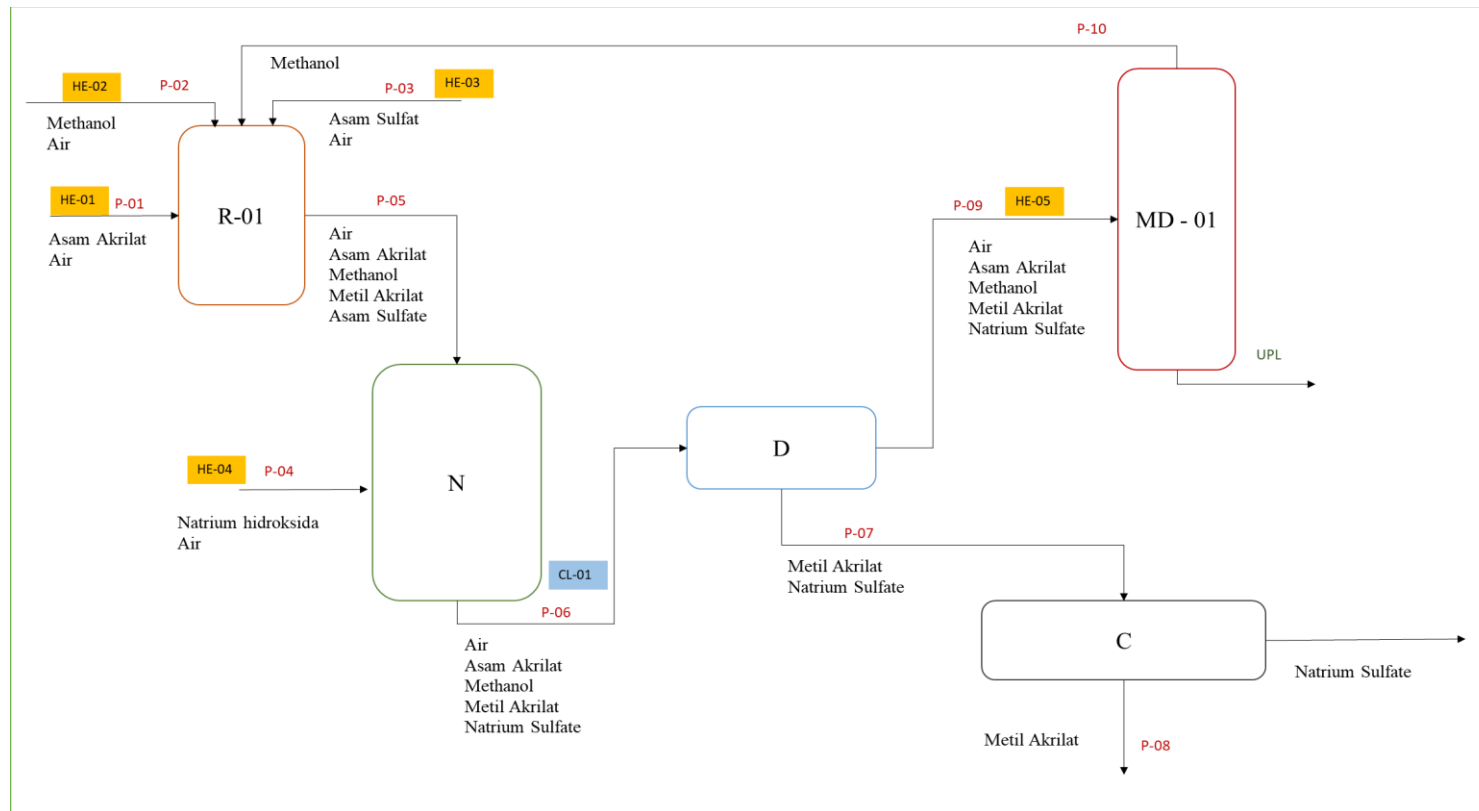 P-10
Methanol
HE-02
P-02
P-03
HE-03
Methanol
Air
Asam Sulfat
Air
HE-01
P-01
Asam Akrilat
Air
R-01
P-05
Air
Asam Akrilat
Methanol
Metil Akrilat
Asam Sulfate
P-09
HE-05
Air
Asam Akrilat
Methanol
Metil Akrilat
Natrium Sulfate
MD - 01
UPL
HE-04
P-04
Natrium hidroksida
Air
N
CL-01
P-06
Air
Asam Akrilat
Methanol
Metil Akrilat
Natrium Sulfate
D
P-07
Metil Akrilat
Natrium Sulfate
C
Natrium Sulfate
Metil Akrilat
P-08